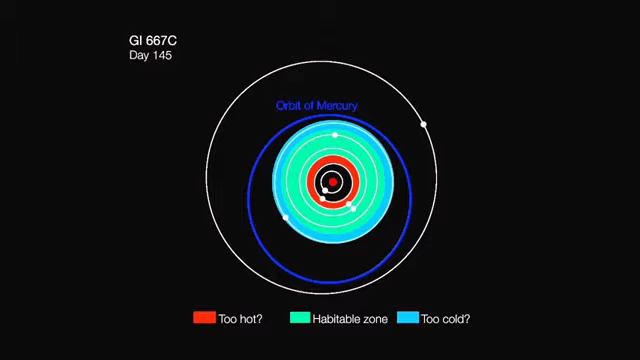 GI 667C
Day 145
Orbit of Mercury
Too hot?
Habitable zone
Too cold?